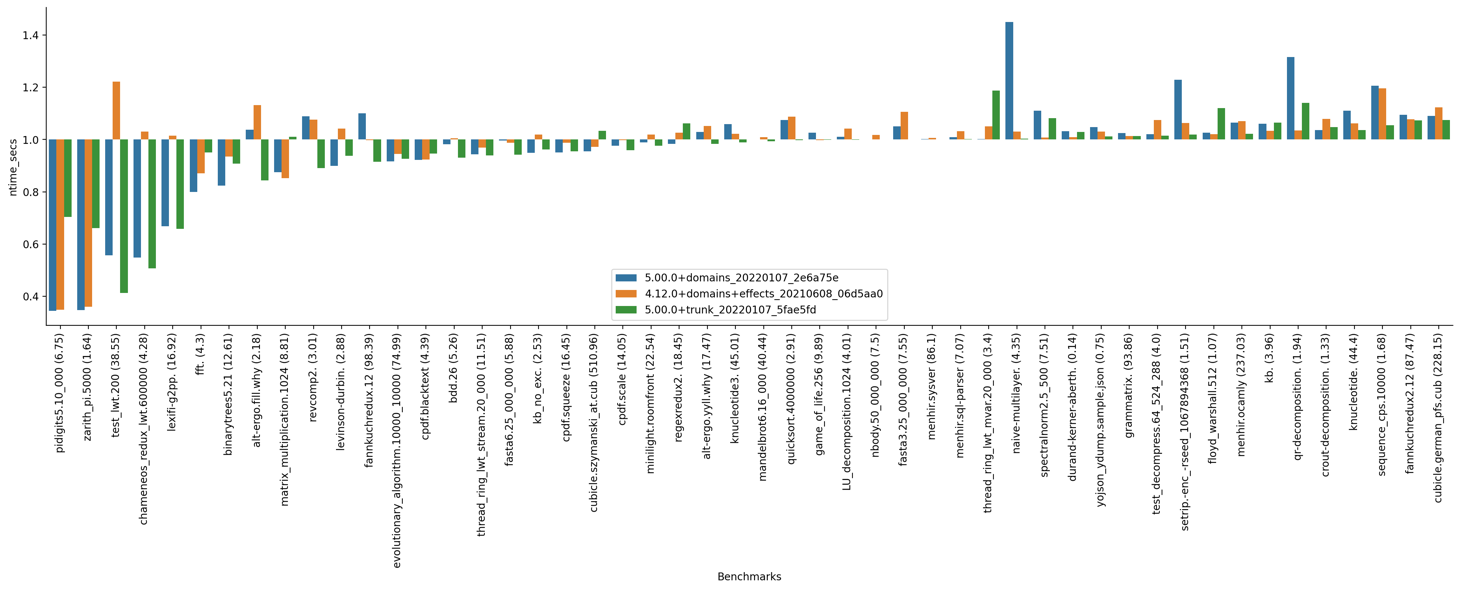 ntime_secs
1.4
1.2
1.0
0.8
0.6
0.4
5.00.0+domains_20220107_2e6a75e
4.12.0+domains+effects_20210608_06d5aa0
5.00.0+trunk_20220107_5fae5fd
pidigits5.10_000 (6.75)
zarith_pi.5000 (1.64)
test_lwt.200 (38.55)
chameneos_redux_lwt.600000 (4.28)
lexifi-g2pp. (16.92)
fft. (4.3)
binarytrees5.21 (12.61)
alt-ergo.fill.why (2.18)
matrix_multiplication.1024 (8.81)
revcomp2. (3.01)
levinson-durbin. (2.88)
fannkuchredux.12 (98.39)
evolutionary_algorithm.10000_10000 (74.99)
cpdf.blacktext (4.39)
bdd.26 (5.26)
thread_ring_lwt_stream.20_000 (11.51)
fasta6.25_000_000 (5.88)
kb_no_exc. (2.53)
cpdf.squeeze (16.45)
cubicle.szymanski_at.cub (510.96)
cpdf.scale (14.05)
minilight.roomfront (22.54)
regexredux2. (18.45)
alt-ergo.yyll.why (17.47)
knucleotide3. (45.01)
mandelbrot6.16_000 (40.44)
quicksort.4000000 (2.91)
game_of_life.256 (9.89)
LU_decomposition.1024 (4.01)
nbody.50_000_000 (7.5)
fasta3.25_000_000 (7.55)
menhir.sysver (86.1)
menhir.sql-parser (7.07)
thread_ring_lwt_mvar.20_000 (3.4)
naive-multilayer. (4.35)
spectralnorm2.5_500 (7.51)
durand-kerner-aberth. (0.14)
yojson_ydump.sample.json (0.75)
grammatrix. (93.86)
test_decompress.64_524_288 (4.0)
setrip.-enc_-rseed_1067894368 (1.51)
floyd_warshall.512 (1.07)
menhir.ocamly (237.03)
kb. (3.96)
qr-decomposition. (1.94)
crout-decomposition. (1.33)
knucleotide. (44.4)
sequence_cps.10000 (1.68)
fannkuchredux2.12 (87.47)
cubicle.german_pfs.cub (228.15)
Benchmarks